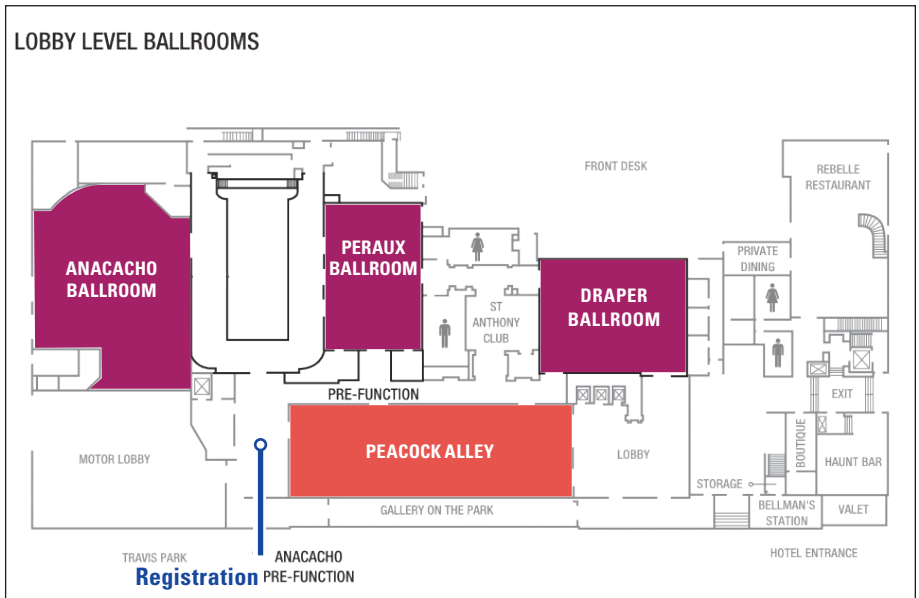 LOBBY LEVEL BALLROOMS
FRONT DESK
REBELLE
RESTAURANT
ANACACHO
BALLROOM
PERAUX
BALLROOM
PRIVATE
DINING
ST
ANTHONY
CLUB
DRAPER
BALLROOM
PRE-FUNCTION
EXIT
MOTOR LOBBY
PEACOCK ALLEY
LOBBY
BOUTIQUE
HAUNT BAR
STORAGE
GALLERY ON THE PARK
BELLMAN'S
STATION
VALET
TRAVIS PARK
ANACACHO
PRE-FUNCTION
Registration
HOTEL ENTRANCE